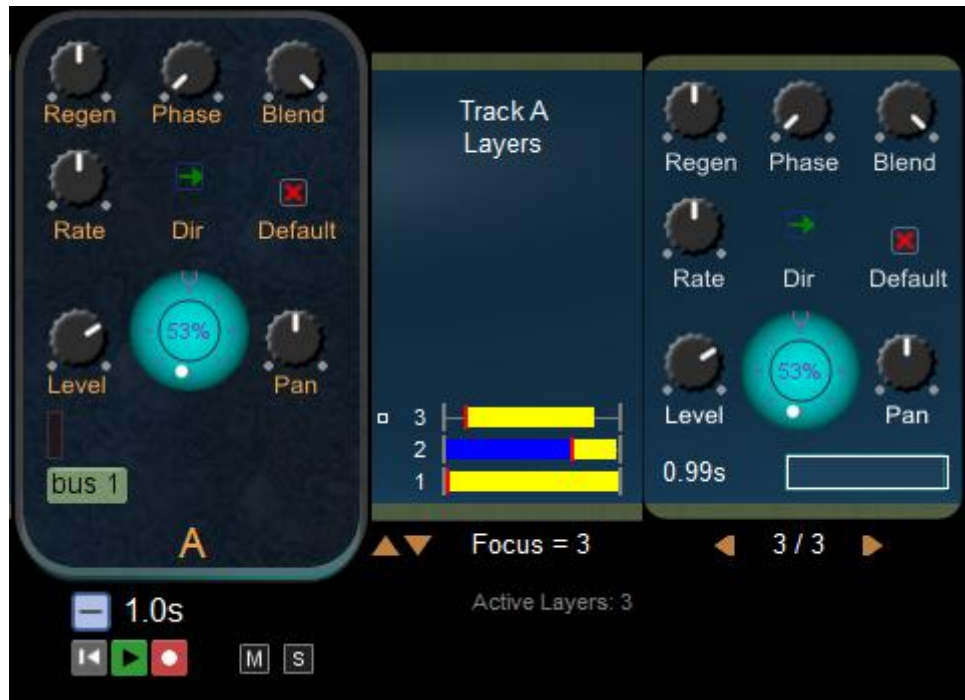 Regen Phase Blend
Rate Dir Default
53%
Level Pan
bus 1
A
1.0s
M S
Track A
Layers
3
2
1
Focus = 3
Active Layers: 3
Regen Phase Blend
Rate Dir Default
53%
Level Pan
0.99s
3 / 3